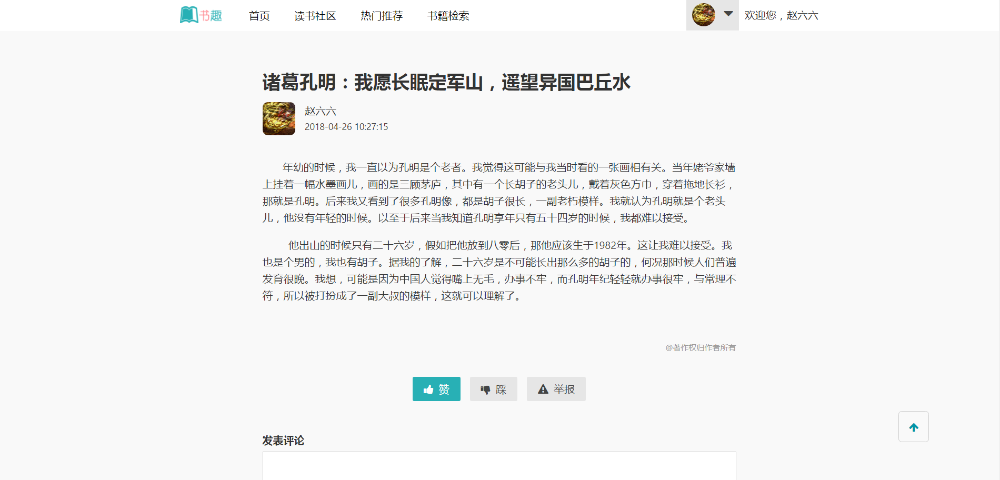 书趣
首页
读书社区
热门推荐
书籍检索
欢迎您，赵六六
诸葛孔明：我愿长眠定军山，遥望异国巴丘水
赵六六
2018-04-26 10:27:15
年幼的时候，我一直以为孔明是个老者。我觉得这可能与我当时看的一张画相有关。当年姥爷家墙
上挂着一幅水墨画儿，画的是三顾茅庐，其中有一个长胡子的老头儿，戴着灰色方巾，穿着拖地长衫，
那就是孔明。后来我又看到了很多孔明像，都是胡子很长，一副老朽模样。我就认为孔明就是个老头
儿，他没有年轻的时候。以至于后来当我知道孔明享年只有五十四岁的时候，我都难以接受。
他出山的时候只有二十六岁，假如把他放到八零后，那他应该生于1982年。这让我难以接受。我
也是个男的，我也有胡子。据我的了解，二十六岁是不可能长出那么多的胡子的，何况那时候人们普遍
发育很晚。我想，可能是因为中国人觉得嘴上无毛，办事不牢，而孔明年纪轻轻就办事很牢，与常理不
符，所以被打扮成了一副大叔的模样，这就可以理解了。
@著作权归作者所有
赞
踩
举报
发表评论